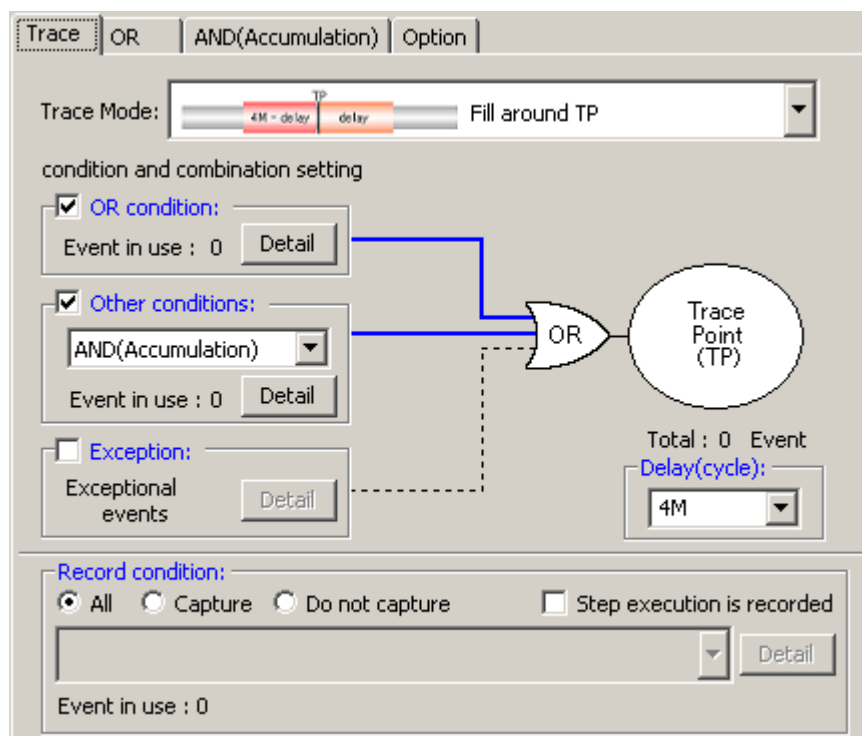 Trace OR AND(Accumulation) Option
TP
Trace Mode: 4M - delay delay Fill around TP
condition and combination setting
OR condition:
Event in use : 0 Detail
Other conditions:
AND(Accumulation)
Event in use : 0 Detail
Exception:
Exceptional
events
Detail
OR
Trace
Point
(TP)
Total : 0 Event
Delay(cycle):
4M
Record condition:
All Capture Do not capture Step execution is recorded
Detail
Event in use : 0